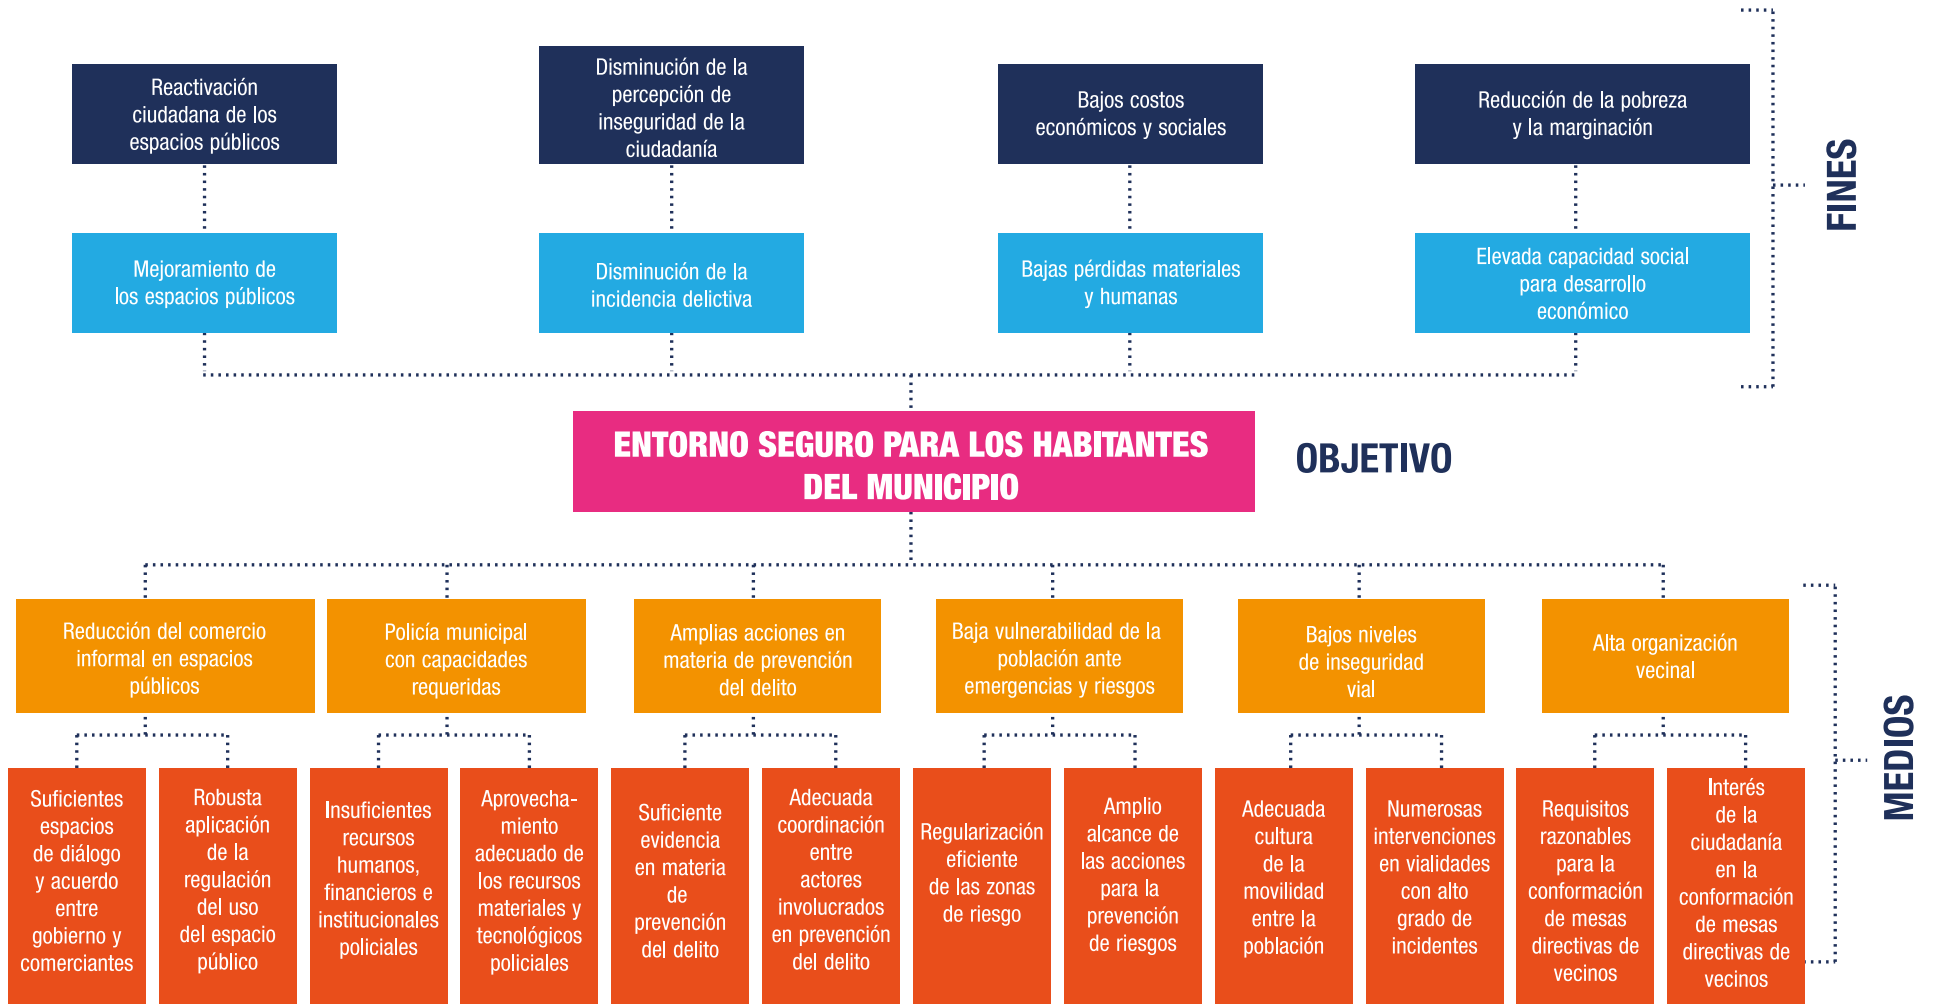 Reactivación
ciudadana de los
espacios públicos
Disminución de la
percepción de
inseguridad de la
ciudadanía
Bajos costos
económicos y sociales
Reducción de la pobreza
y la marginación
FINES
Mejoramiento de
los espacios públicos
Disminución de la
incidencia delictiva
Bajas pérdidas materiales
y humanas
Elevada capacidad social
para desarrollo
económico
ENTORNO SEGURO PARA LOS HABITANTES
DEL MUNICIPIO
OBJETIVO
Reducción del comercio
informal en espacios
públicos
Policía municipal
con capacidades
requeridas
Amplias acciones en
materia de prevención
del delito
Baja vulnerabilidad de la
población ante
emergencias y riesgos
Bajos niveles
de inseguridad
vial
Alta organización
vecinal
MEDIOS
Suficientes
espacios
de diálogo
y acuerdo
entre
gobierno y
comerciantes
Robusta
aplicación
de la
regulación
del uso
del espacio
público
Insuficientes
recursos
humanos,
financieros e
institucionales
policiales
Aprovecha-
miento
adecuado de
los recursos
materiales y
tecnológicos
policiales
Suficiente
evidencia
en materia
de
prevención
del delito
Adecuada
coordinación
entre
actores
involucrados
en prevención
del delito
Regularización
eficiente
de las zonas
de riesgo
Amplio
alcance de
las acciones
para la
prevención
de riesgos
Adecuada
cultura
de la
movilidad
entre la
población
Numerosas
intervenciones
en vialidades
con alto
grado de
incidentes
Requisitos
razonables
para la
conformación
de mesas
directivas de
vecinos
Interés
de la
ciudadanía
en la
conformación
de mesas
directivas de
vecinos